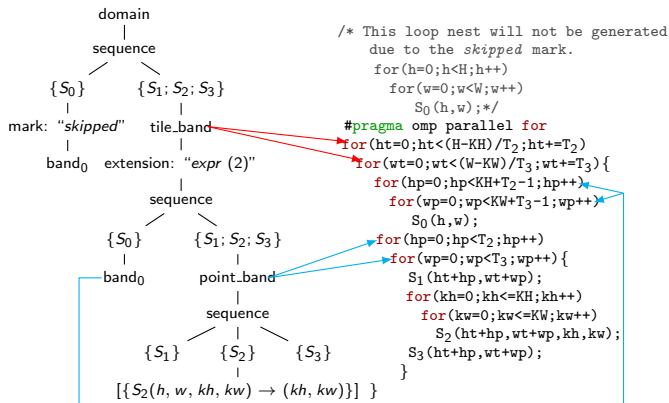 domain
sequence
{S0} {S1; S2; S3}
mark: "skipped" tile_band
band0 extension: "expr (2)"
sequence
{S0} {S1; S2; S3}
band0 point_band
sequence
{S1} {S2} {S3}
[{S2(h, w, kh, kw) → (kh, kw)}] }
/* This loop nest will not be generated
due to the skipped mark.
for(h=0;h<H;h++)
for(w=0;w<W;w++)
S0(h,w);*/
#pragma omp parallel for
for(ht=0;ht<(H-KH)/T2;ht+=T2)
for(wt=0;wt<(W-KW)/T3;wt+=T3){
for(hp=0;hp<KH+T2-1;hp++)
for(wp=0;wp<KW+T3-1;wp++)
S0(h,w);
for(hp=0;hp<T2;hp++)
for(wp=0;wp<T3;wp++){
S1(ht+hp,wt+wp);
for(kh=0;kh<=KH;kh++)
for(kw=0;kw<=KW;kw++)
S2(ht+hp,wt+wp,kh,kw);
S3(ht+hp,wt+wp);
}